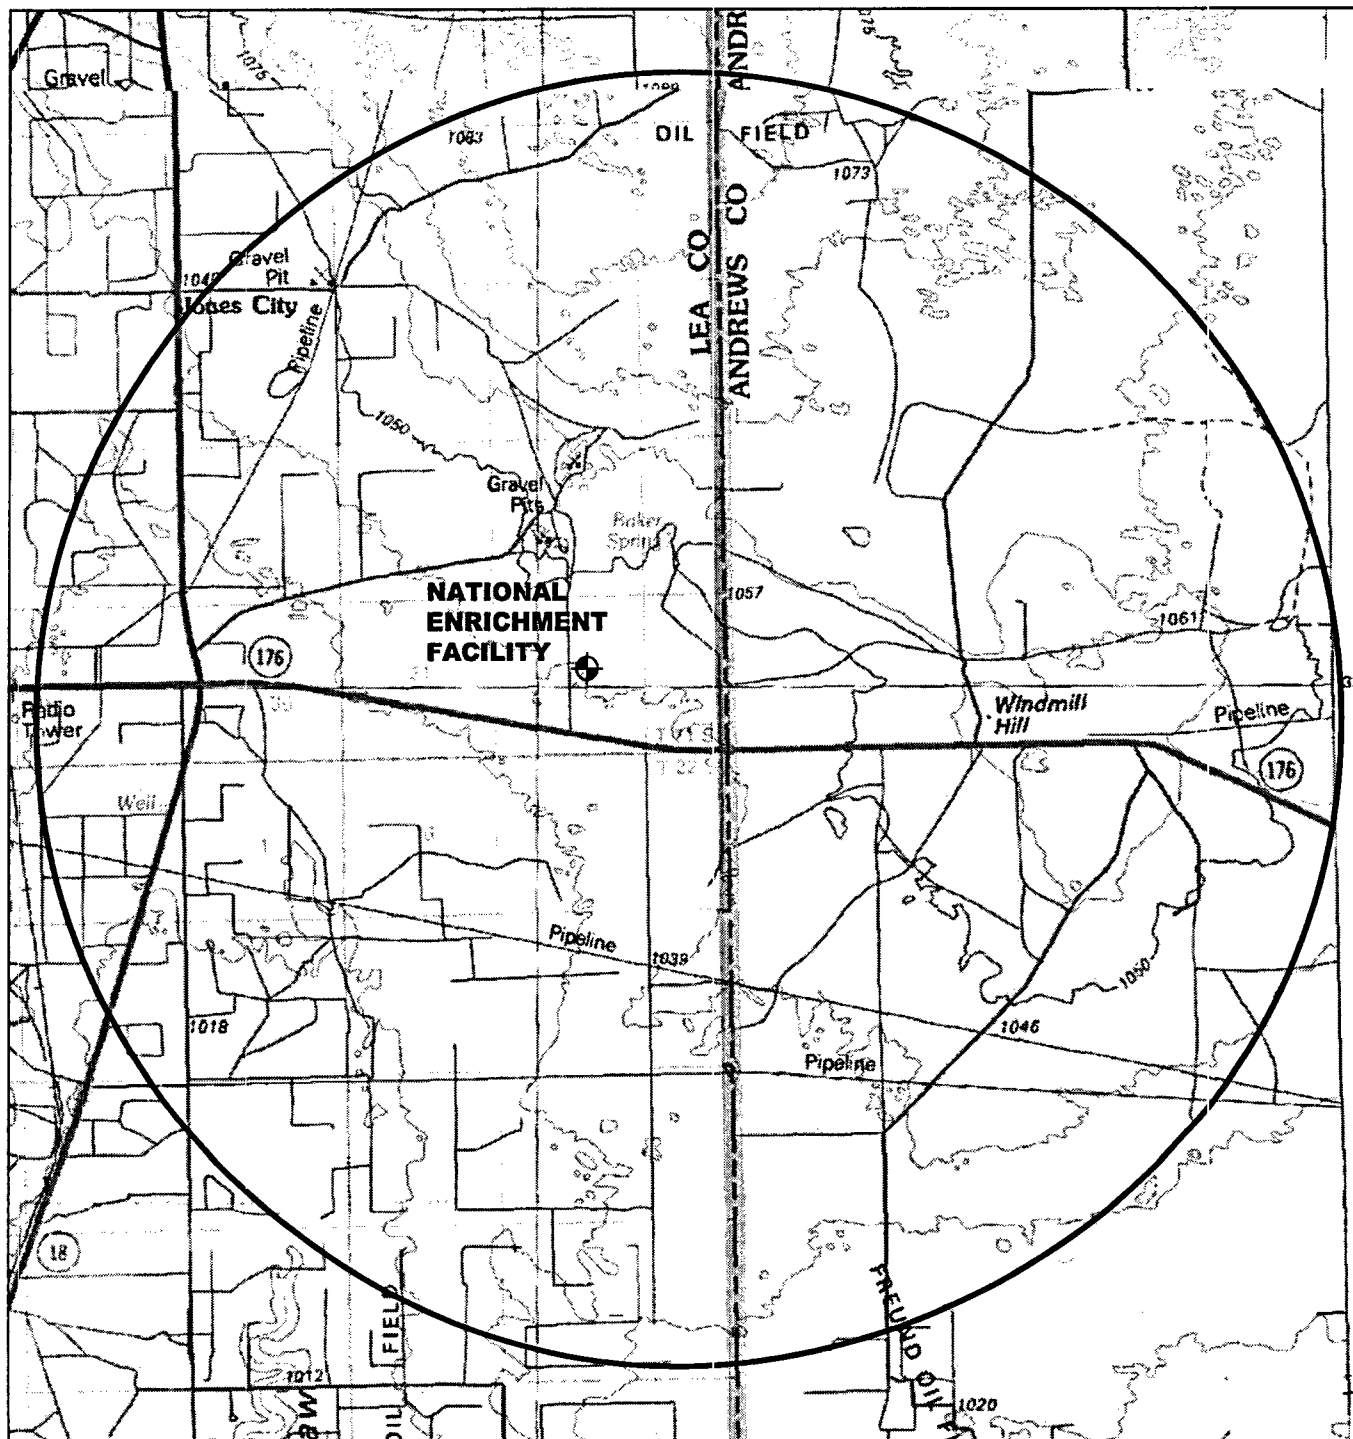 1075
Gravel
ANDR
1083
OIL FIELD
1073
LEA CO
ANDREWS CO
Gravel
Pit
Jones City
Pipeline
1050
Gravel
Pits
Baker
Spring
1057
NATIONAL
ENRICHMENT
FACILITY
1061
176
Radio
Tower
Windmill
Hill
Pipeline
176
T 22 S
Well
Pipeline
1039
1050
1018
1046
Pipeline
18
FIELD
FREUND OIL
1012
OIL
1020